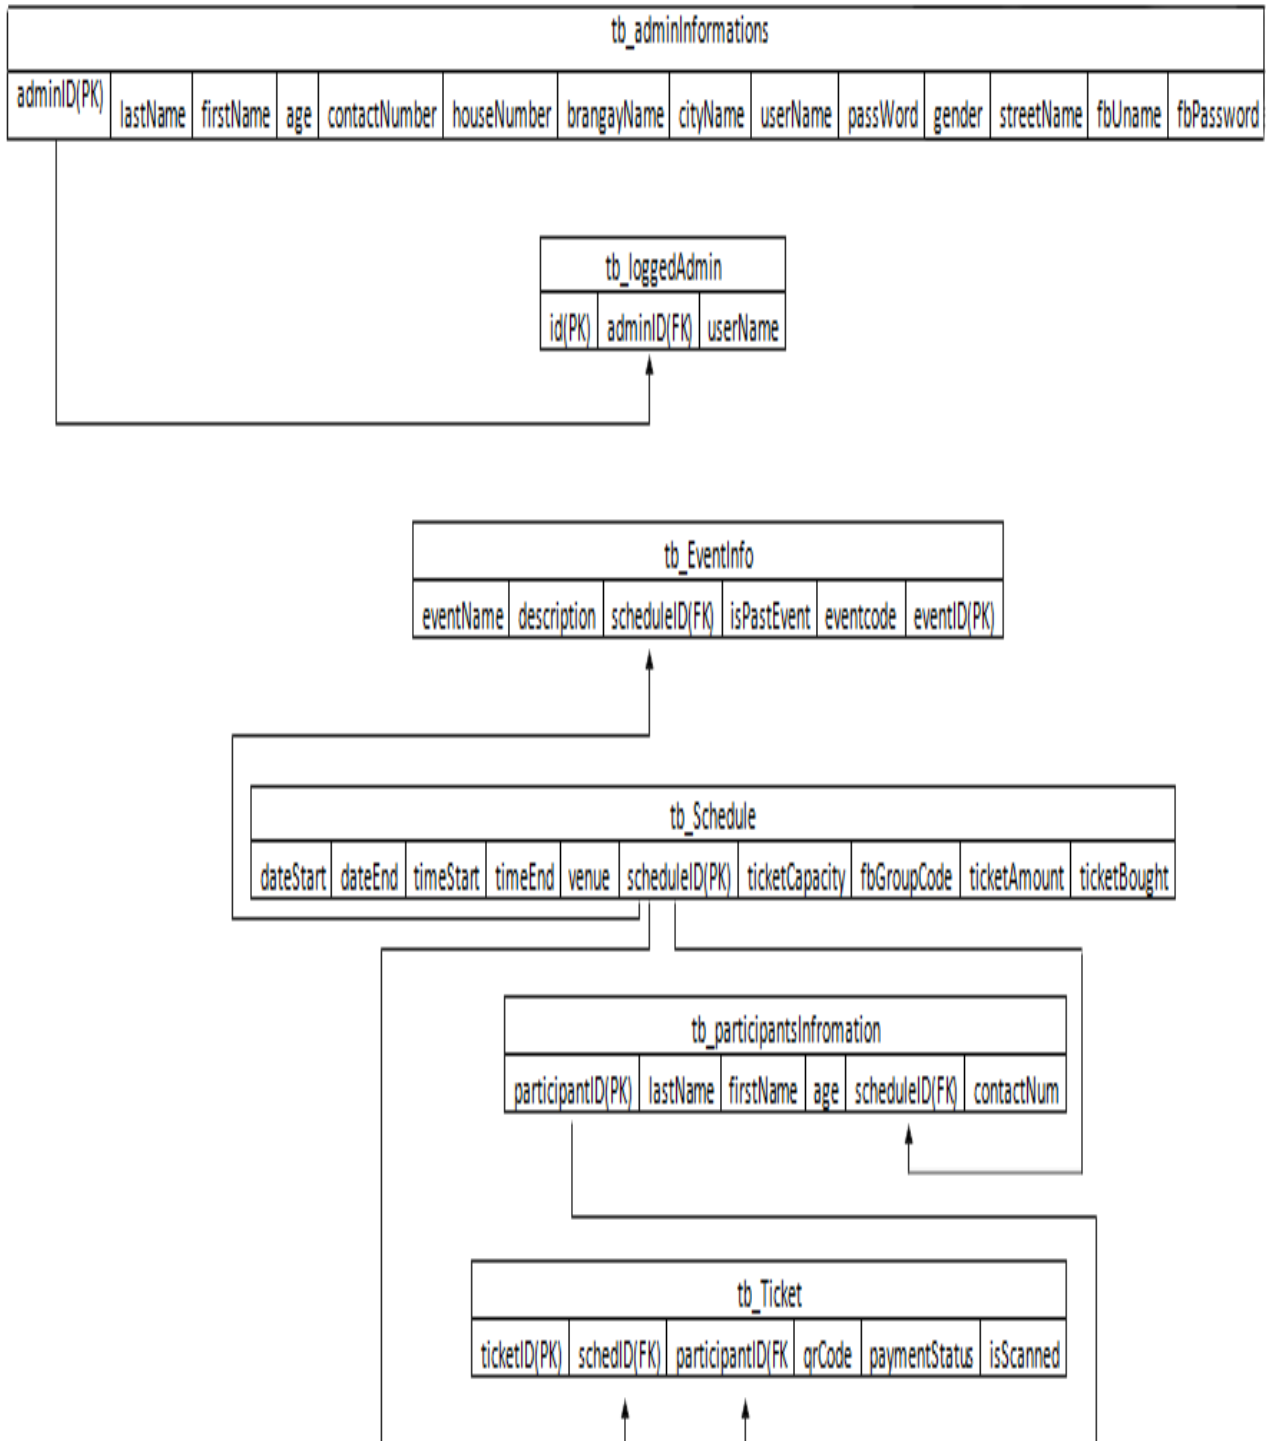 tb_adminInformations
adminID(PK) lastName firstName age contactNumber houseNumber brangayName cityName userName passWord gender streetName fbUname fbPassword
tb_loggedAdmin
id(PK) adminID(FK) userName
tb_EventInfo
eventName description scheduleID(FK) isPastEvent eventcode eventID(PK)
tb_Schedule
dateStart dateEnd timeStart timeEnd venue scheduleID(PK) ticketCapacity fbGroupCode ticketAmount ticketBought
tb_participantsInfromation
participantID(PK) lastName firstName age scheduleID(FK) contactNum
tb_Ticket
ticketID(PK) schedID(FK) participantID(FK qrCode paymentStatus isScanned